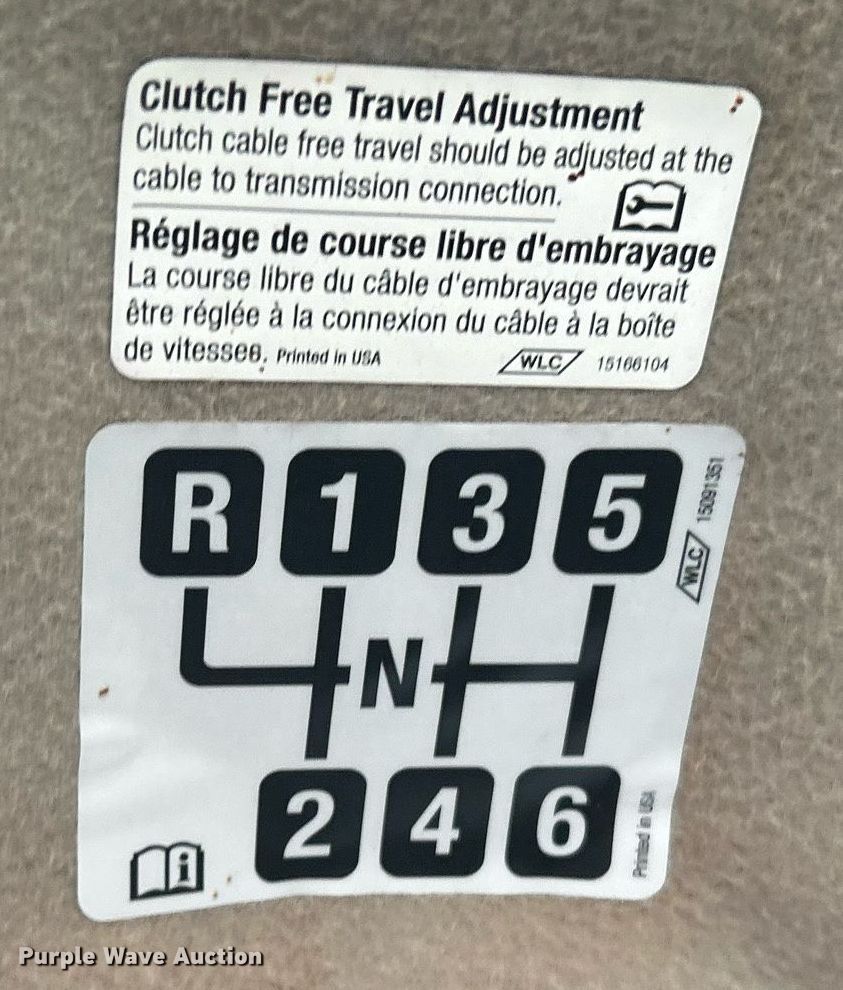 Clutch Free Travel Adjustment
Clutch cable free travel should be adjusted at the
cable to transmission connection.
Réglage de course libre d'embrayage
La course libre du câble d'embrayage devrait
être réglée à la connexion du câble à la boîte
de vitesses. Printed in USA WLC 15166104
R 1 3 5
WLC 15091351
N
2 4 6
Printed in USA
i
Purple Wave Auction